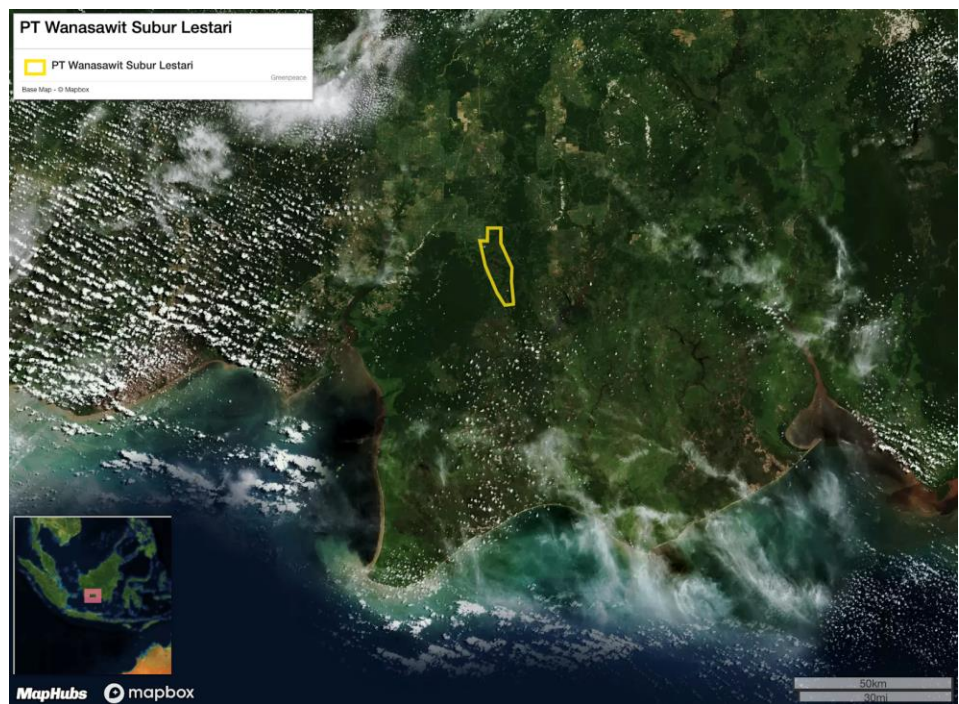 PT Wanasawit Subur Lestari
PT Wanasawit Subur Lestari
Greenpeace
Base Map - © Mapbox
MapHubs
mapbox
50km
30mi